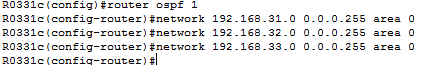 R0331c(config)#router ospf 1
R0331c(config-router)#network 192.168.31.0 0.0.0.255 area 0
R0331c(config-router)#network 192.168.32.0 0.0.0.255 area 0
R0331c(config-router)#network 192.168.33.0 0.0.0.255 area 0
R0331c(config-router)#